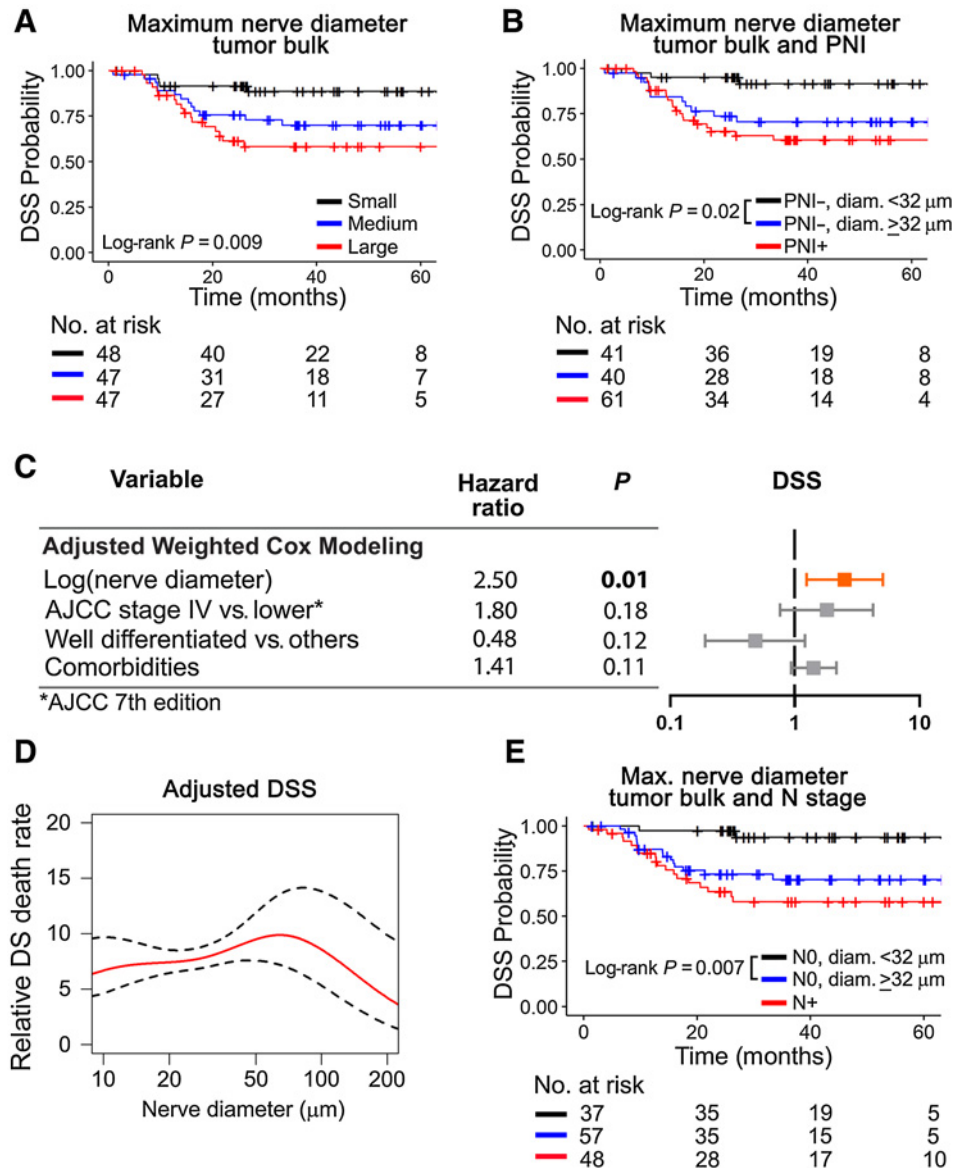 A
Maximum nerve diameter
tumor bulk
DSS Probability
1.00
0.75
0.50
0.25
0.00
Small
Medium
Large
Log-rank P = 0.009
0 20 40 60
Time (months)
No. at risk
48 40 22 8
47 31 18 7
47 27 11 5
B
Maximum nerve diameter
tumor bulk and PNI
DSS Probability
1.00
0.75
0.50
0.25
0.00
Log-rank P = 0.02
PNI–, diam. <32 μm
PNI–, diam. ≥32 μm
PNI+
0 20 40 60
Time (months)
No. at risk
41 36 19 8
40 28 18 8
61 34 14 4
C
Variable Hazard ratio P DSS
Adjusted Weighted Cox Modeling
Log(nerve diameter) 2.50 0.01
AJCC stage IV vs. lower* 1.80 0.18
Well differentiated vs. others 0.48 0.12
Comorbidities 1.41 0.11
*AJCC 7th edition
0.1 1 10
D
Adjusted DSS
Relative DS death rate
20
15
10
5
0
10 20 50 100 200
Nerve diameter (μm)
E
Max. nerve diameter
tumor bulk and N stage
DSS Probability
1.00
0.75
0.50
0.25
0.00
Log-rank P = 0.007
N0, diam. <32 μm
N0, diam. ≥32 μm
N+
0 20 40 60
Time (months)
No. at risk
37 35 19 5
57 35 15 5
48 28 17 10